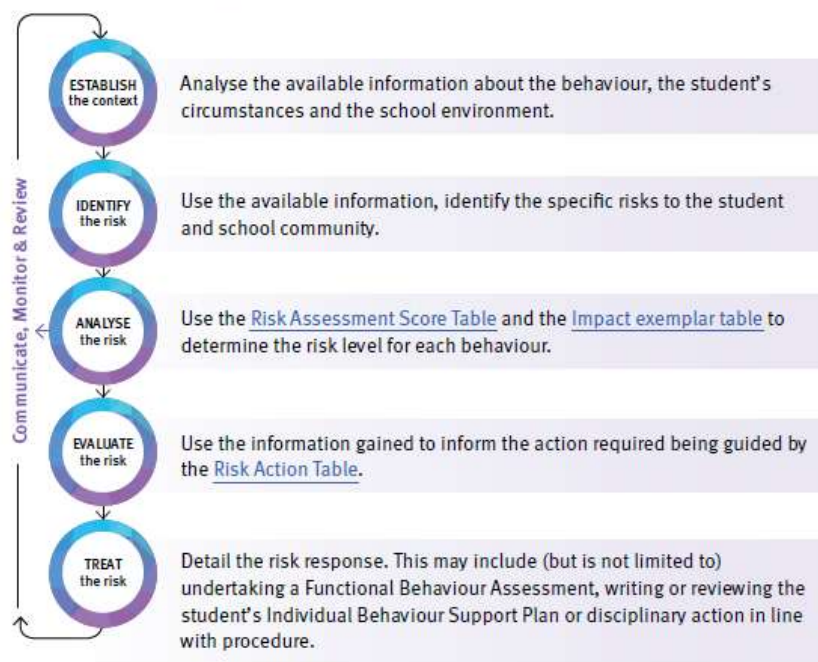 ESTABLISH
the context
Analyse the available information about the behaviour, the student's
circumstances and the school environment.
IDENTIFY
the risk
Use the available information, identify the specific risks to the student
and school community.
Communicate, Monitor & Review
ANALYSE
the risk
Use the Risk Assessment Score Table and the Impact exemplar table to
determine the risk level for each behaviour.
EVALUATE
the risk
Use the information gained to inform the action required being guided by
the Risk Action Table.
TREAT
the risk
Detail the risk response. This may include (but is not limited to)
undertaking a Functional Behaviour Assessment, writing or reviewing the
student's Individual Behaviour Support Plan or disciplinary action in line
with procedure.